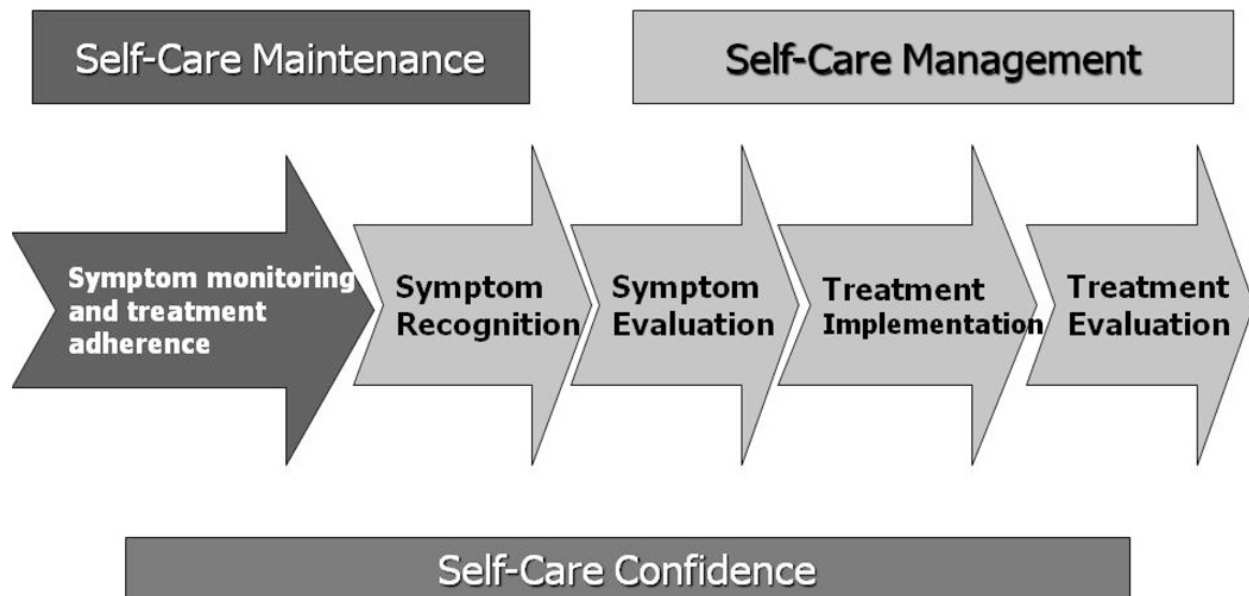 Self-Care Maintenance
Self-Care Management
Symptom monitoring
and treatment
adherence
Symptom
Recognition
Symptom
Evaluation
Treatment
Implementation
Treatment
Evaluation
Self-Care Confidence